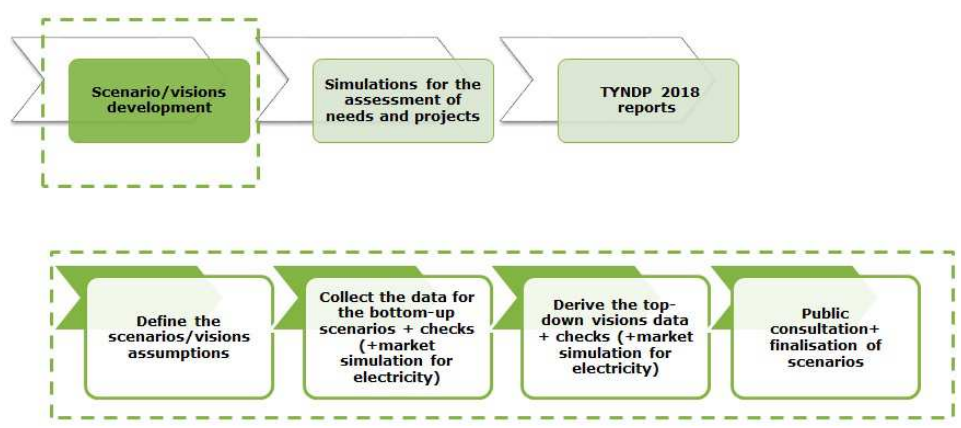 Scenario/visions
development
Simulations for the
assessment of
needs and projects
TYNDP 2018
reports
Define the
scenarios/visions
assumptions
Collect the data for
the bottom-up
scenarios + checks
(+market
simulation for
electricity)
Derive the top-
down visions data
+ checks (+market
simulation for
electricity)
Public
consultation+
finalisation of
scenarios